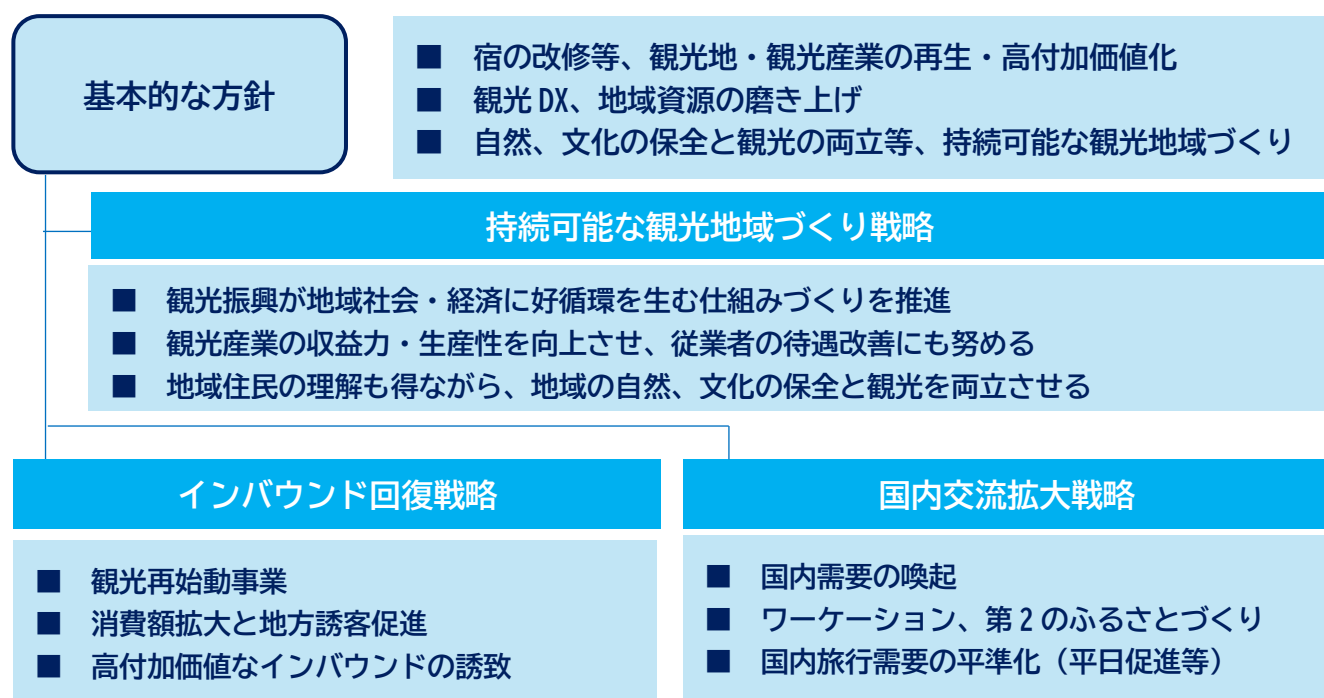 基本的な方針
■ 宿の改修等、観光地・観光産業の再生・高付加価値化
■ 観光 DX、地域資源の磨き上げ
■ 自然、文化の保全と観光の両立等、持続可能な観光地域づくり
持続可能な観光地域づくり戦略
■ 観光振興が地域社会・経済に好循環を生む仕組みづくりを推進
■ 観光産業の収益力・生産性を向上させ、従業者の待遇改善にも努める
■ 地域住民の理解も得ながら、地域の自然、文化の保全と観光を両立させる
インバウンド回復戦略
■ 観光再始動事業
■ 消費額拡大と地方誘客促進
■ 高付加価値なインバウンドの誘致
国内交流拡大戦略
■ 国内需要の喚起
■ ワーケーション、第2のふるさとづくり
■ 国内旅行需要の平準化（平日促進等）